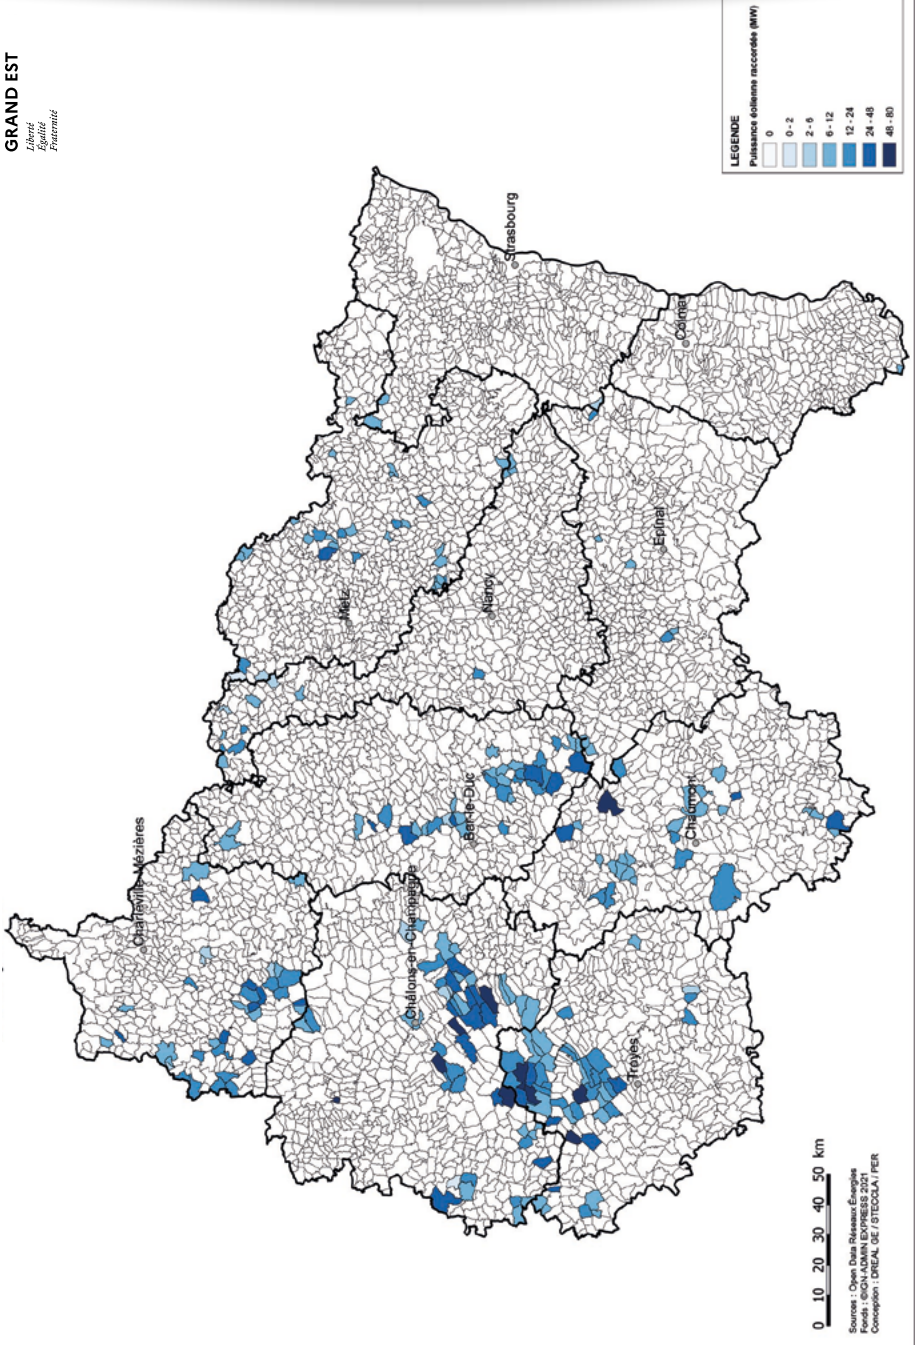 GRAND EST
Liberté
Égalité
Fraternité
Charleville-Mézières
Metz
Châlons-en-Champagne
Bar-le-Duc
Nancy
Strasbourg
Troyes
Chaumont
Epinal
Colmar
LEGENDE
Puissance éolienne raccordée (MW)
0
0 - 2
2 - 6
6 - 12
12 - 24
24 - 48
48 - 80
0 10 20 30 40 50 km
Sources : Open Data Réseaux Énergies
Fonds : ©IGN-ADMIN EXPRESS 2021
Conception : DREAL GE / STECCLA / PER